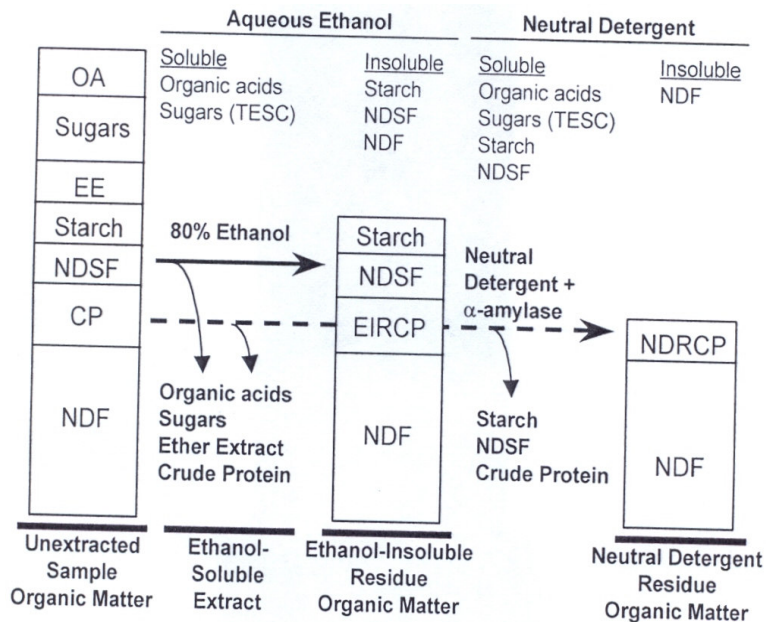 Aqueous Ethanol
Neutral Detergent
Soluble
Organic acids
Sugars (TESC)
Insoluble
Starch
NDSF
NDF
Soluble
Organic acids
Sugars (TESC)
Starch
NDSF
Insoluble
NDF
OA
Sugars
EE
Starch
NDSF
CP
NDF
80% Ethanol
Organic acids
Sugars
Ether Extract
Crude Protein
Starch
NDSF
EIRCP
NDF
Neutral
Detergent +
α-amylase
Starch
NDSF
Crude Protein
NDRCP
NDF
Unextracted
Sample
Organic Matter
Ethanol-
Soluble
Extract
Ethanol-Insoluble
Residue
Organic Matter
Neutral Detergent
Residue
Organic Matter